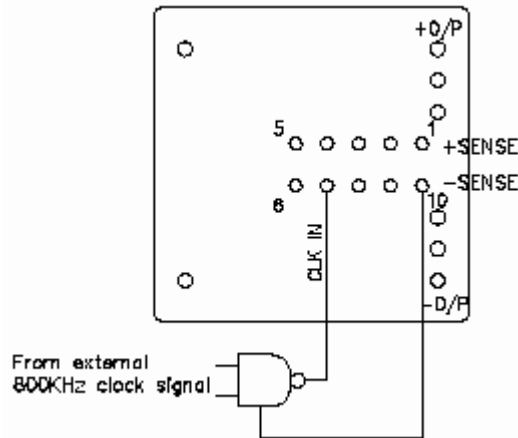 +O/P
5
1
+SENSE
-SENSE
6
10
CLK IN
-O/P
From external
800KHz clock signal